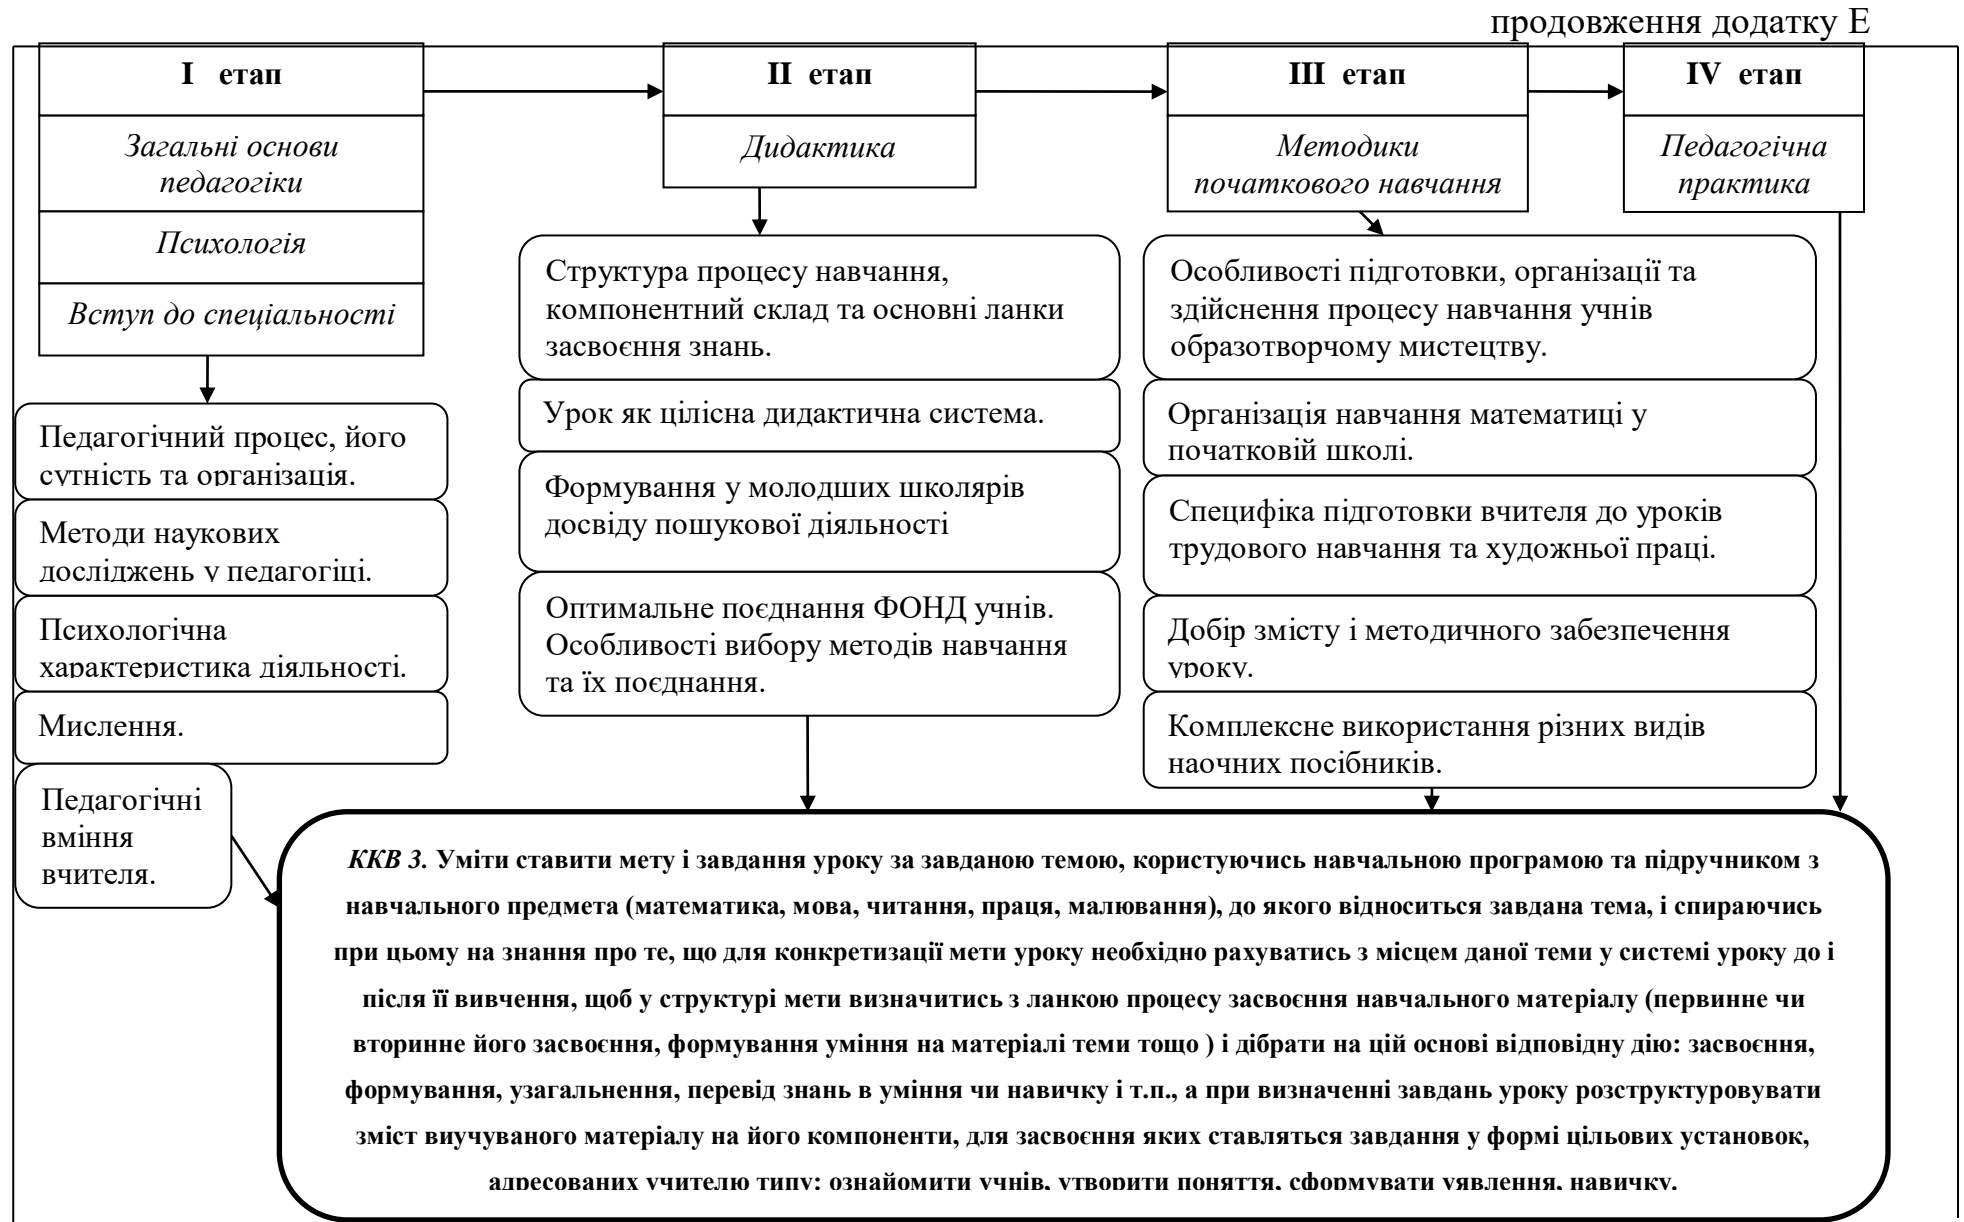 продовження додатку Е
І етап
Загальні основи
педагогіки
Психологія
Вступ до спеціальності
Педагогічний процес, його
сутність та організація.
Методи наукових
досліджень у педагогіці.
Психологічна
характеристика діяльності.
Мислення.
Педагогічні
вміння
вчителя.
ІІ етап
Дидактика
Структура процесу навчання,
компонентний склад та основні ланки
засвоєння знань.
Урок як цілісна дидактична система.
Формування у молодших школярів
досвіду пошукової діяльності
Оптимальне поєднання ФОНД учнів.
Особливості вибору методів навчання
та їх поєднання.
ІІІ етап
Методики
початкового навчання
Особливості підготовки, організації та
здійснення процесу навчання учнів
образотворчому мистецтву.
Організація навчання математиці у
початковій школі.
Специфіка підготовки вчителя до уроків
трудового навчання та художньої праці.
Добір змісту і методичного забезпечення
уроку.
Комплексне використання різних видів
наочних посібників.
IV етап
Педагогічна
практика
ККВ 3. Уміти ставити мету і завдання уроку за завданою темою, користуючись навчальною програмою та підручником з
навчального предмета (математика, мова, читання, праця, малювання), до якого відноситься завдана тема, і спираючись
при цьому на знання про те, що для конкретизації мети уроку необхідно рахуватись з місцем даної теми у системі уроку до і
після її вивчення, щоб у структурі мети визначитись з ланкою процесу засвоєння навчального матеріалу (первинне чи
вторинне його засвоєння, формування уміння на матеріалі теми тощо ) і дібрати на цій основі відповідну дію: засвоєння,
формування, узагальнення, перевід знань в уміння чи навичку і т.п., а при визначенні завдань уроку розструктуровувати
зміст виучуваного матеріалу на його компоненти, для засвоєння яких ставляться завдання у формі цільових установок,
адресованих учителю типу: ознайомити учнів, утворити поняття, сформувати уявлення, навичку.